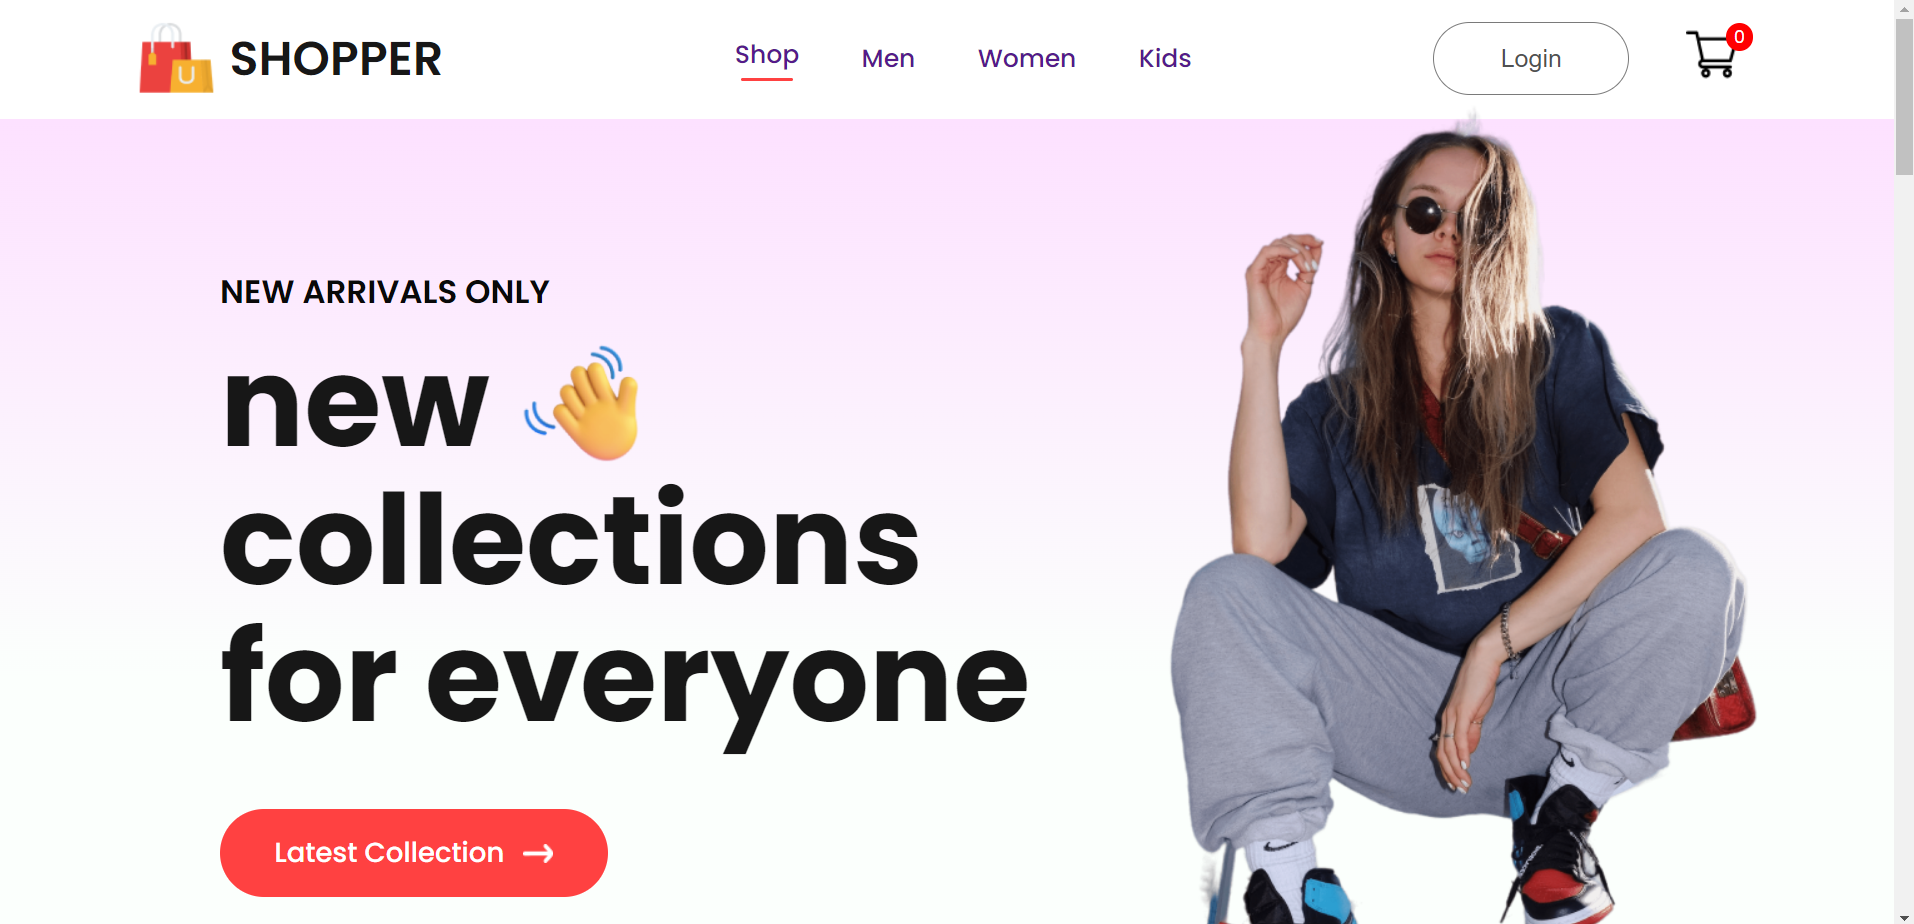 U
SHOPPER
Shop
Men
Women
Kids
Login
0
NEW ARRIVALS ONLY
new
collections
for everyone
Latest Collection